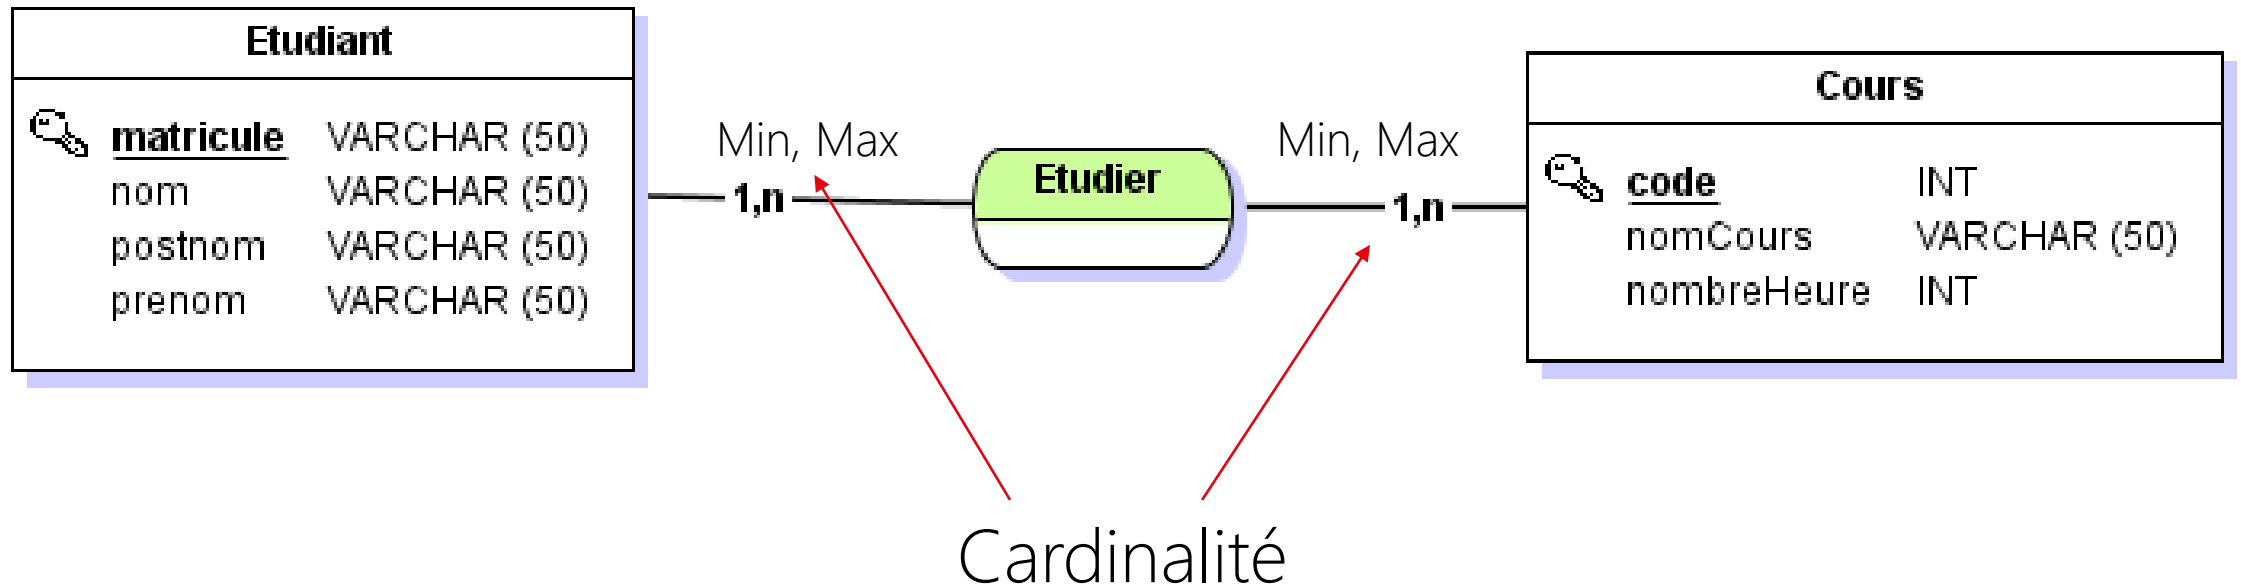 Etudiant
matricule VARCHAR (50)
nom VARCHAR (50)
postnom VARCHAR (50)
prenom VARCHAR (50)
Min, Max
1,n
Etudier
Min, Max
1,n
Cours
code INT
nomCours VARCHAR (50)
nombreHeure INT
Cardinalité